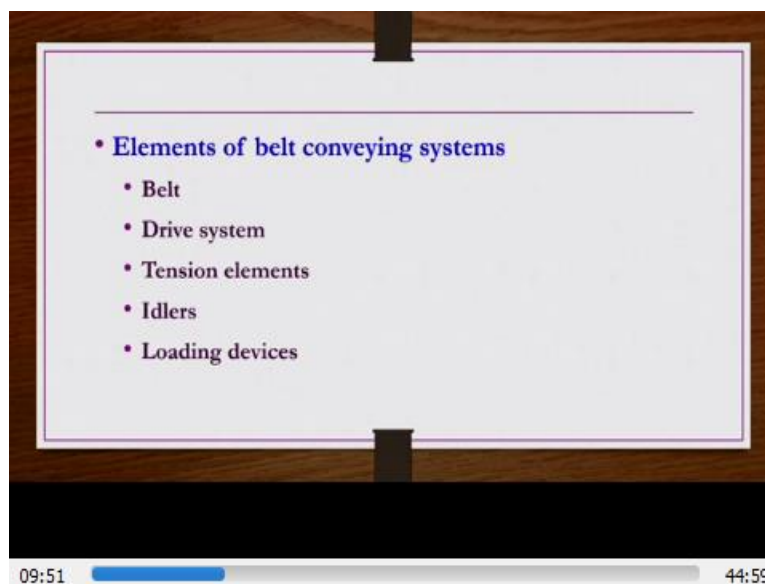 • Elements of belt conveying systems
• Belt
• Drive system
• Tension elements
• Idlers
• Loading devices
09:51 44:59